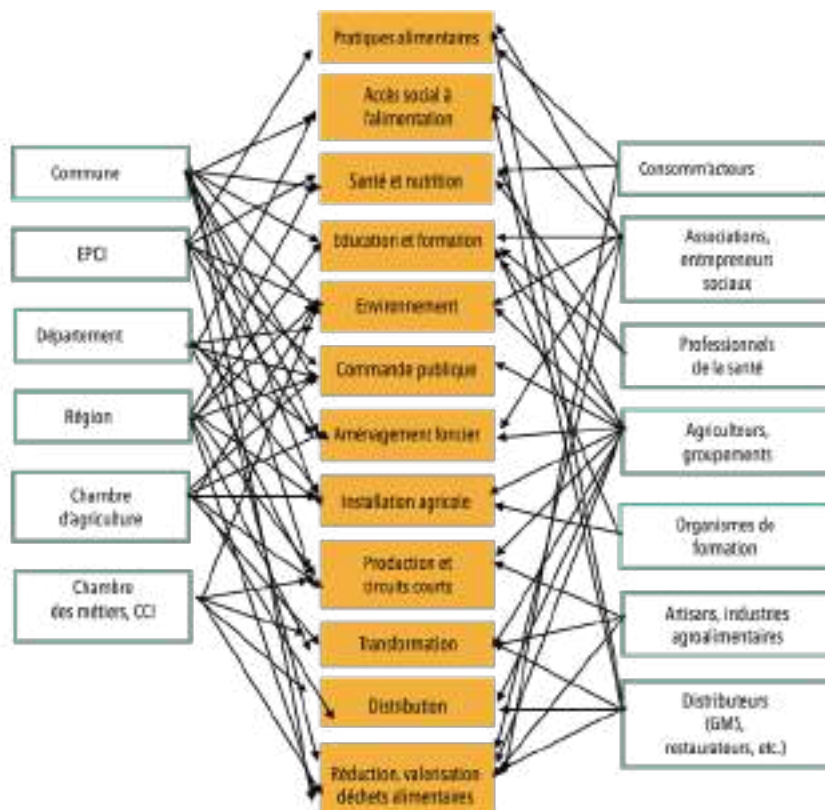 Pratiques alimentaires
Accès social à
l'alimentation
Santé et nutrition
Education et formation
Environnement
Commande publique
Aménagement foncier
Installation agricole
Production et
circuits courts
Transformation
Distribution
Réduction, valorisation
déchets alimentaires
Commune
EPCI
Département
Région
Chambre
d'agriculture
Chambre
des métiers, CCI
Consomm'acteurs
Associations,
entrepreneurs
sociaux
Professionnels
de la santé
Agriculteurs,
groupements
Organismes de
formation
Artisans, industries
agroalimentaires
Distributeurs
(GMS,
restaurateurs, etc.)